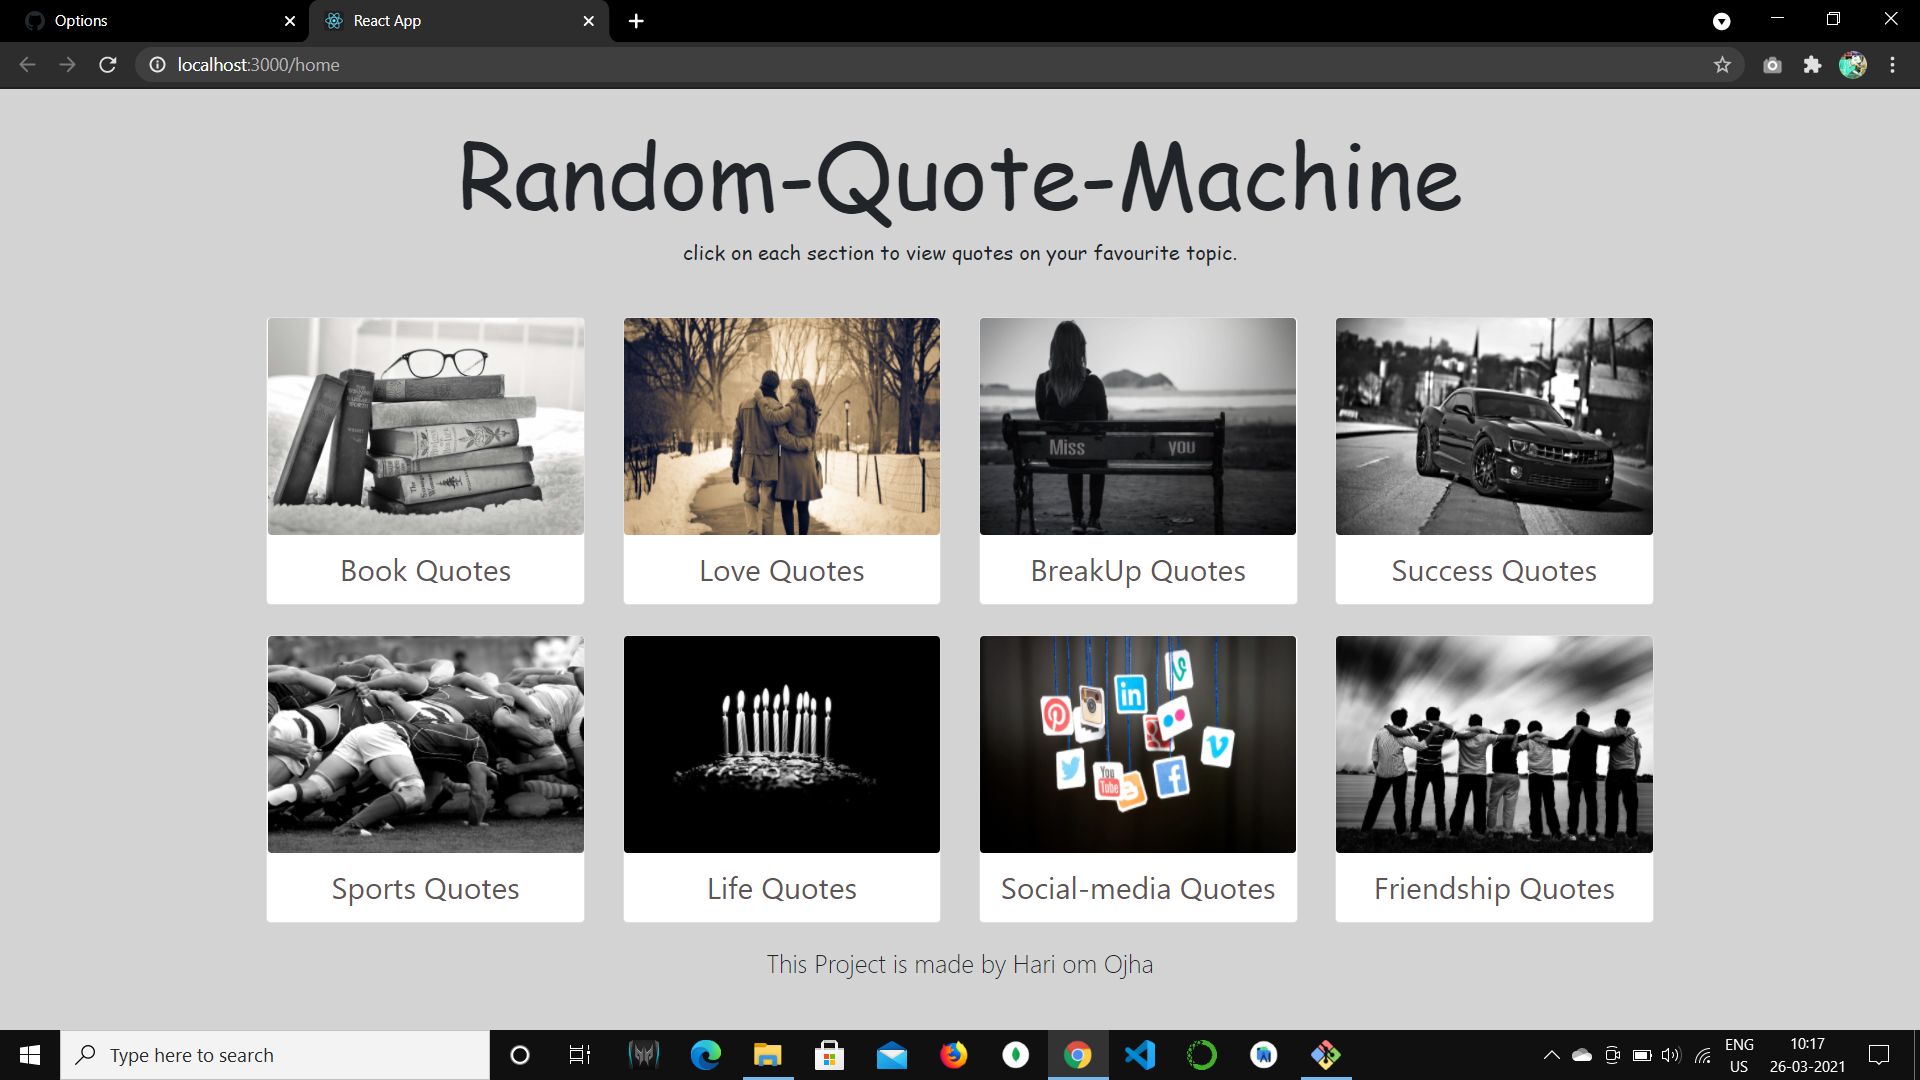 Options
React App
localhost:3000/home
Random-Quote-Machine
click on each section to view quotes on your favourite topic.
Miss you
Book Quotes
Love Quotes
BreakUp Quotes
Success Quotes
in
You
Tube
Sports Quotes
Life Quotes
Social-media Quotes
Friendship Quotes
This Project is made by Hari om Ojha
Type here to search
ENG
US
10:17
26-03-2021